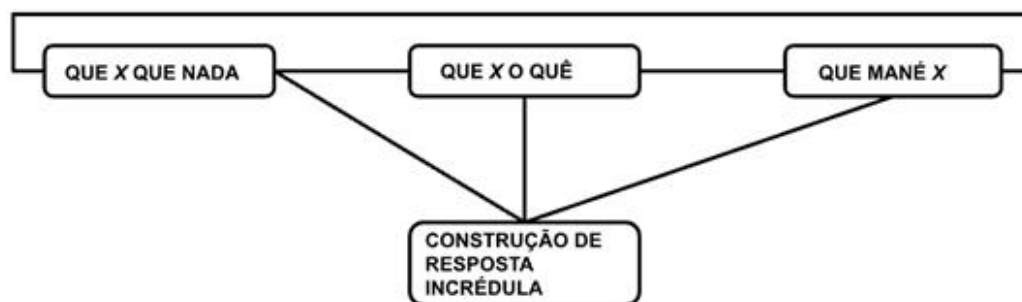 QUE X QUE NADA
QUE X O QUÊ
QUE MANÉ X
CONSTRUÇÃO DE
RESPOSTA
INCRÉDULA